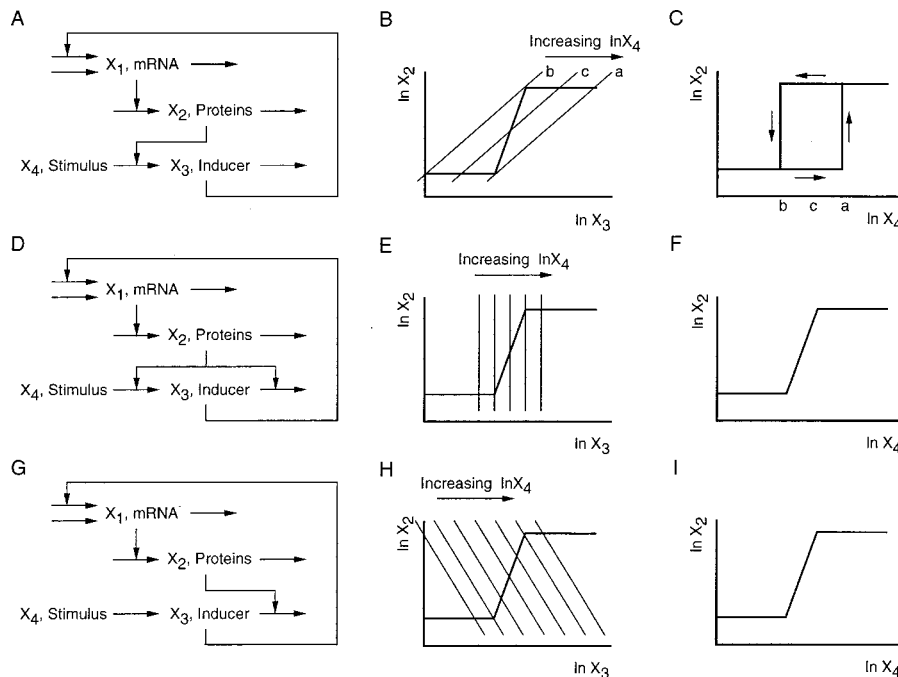 A
X1, mRNA
X2, Proteins
X4, Stimulus X3, Inducer
B
Increasing lnX4
b c a
ln X2
ln X3
C
ln X2
b c a
ln X4
D
X1, mRNA
X2, Proteins
X4, Stimulus X3, Inducer
E
Increasing lnX4
ln X2
ln X3
F
ln X2
ln X4
G
X1, mRNA
X2, Proteins
X4, Stimulus X3, Inducer
H
Increasing lnX4
ln X2
ln X3
I
ln X2
ln X4